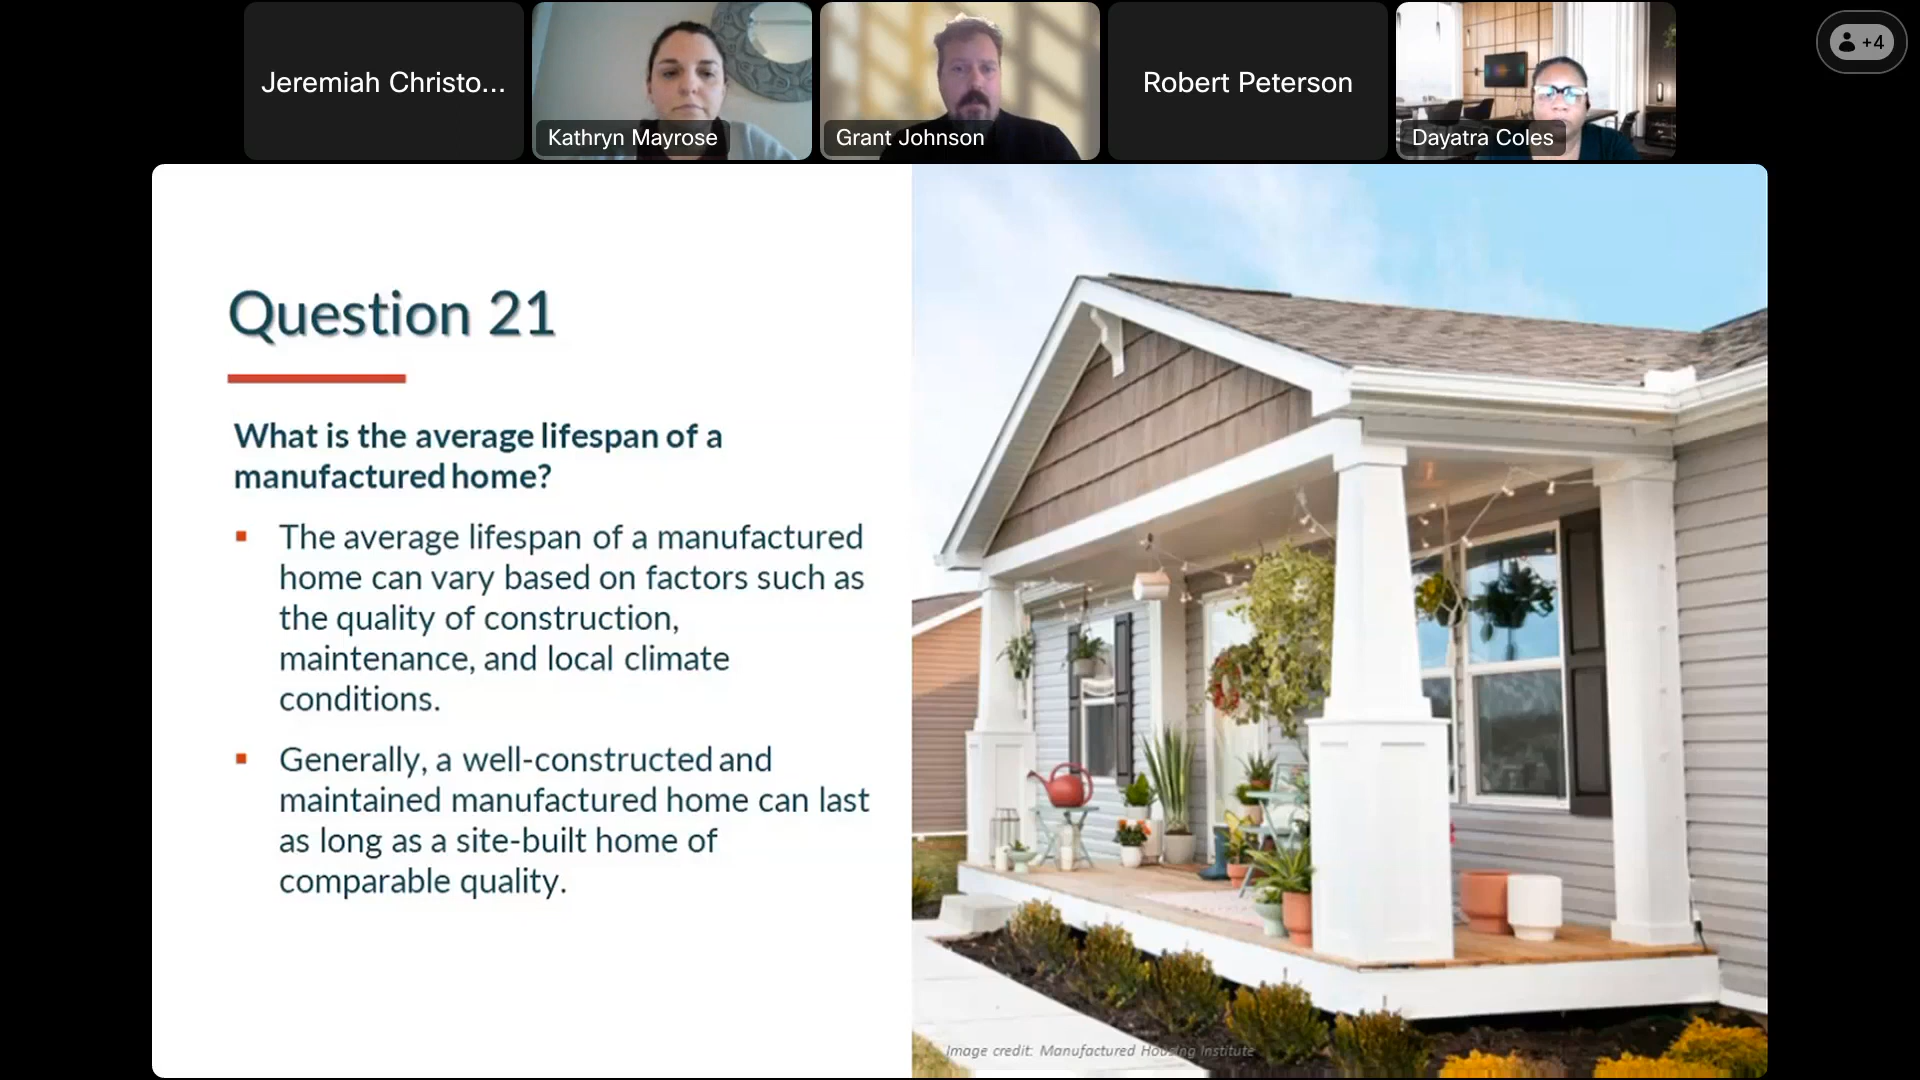 Jeremiah Christo...
Kathryn Mayrose
Grant Johnson
Robert Peterson
Dayatra Coles
+4
Question 21
What is the average lifespan of a
manufactured home?
The average lifespan of a manufactured
home can vary based on factors such as
the quality of construction,
maintenance, and local climate
conditions.
Generally, a well-constructed and
maintained manufactured home can last
as long as a site-built home of
comparable quality.
Image credit: Manufactured Housing Institute